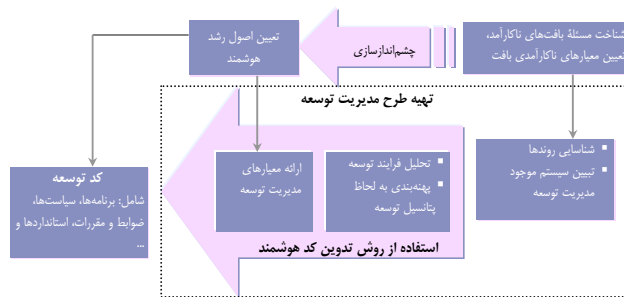 شناخت مسئلۀ بافت‌های ناکارآمد،
تعیین معیارهای ناکارآمدی بافت
چشم‌اندازسازی
تعیین اصول رشد
هوشمند
تهیه طرح مدیریت توسعه
شناسایی روندها
تبیین سیستم موجود
مدیریت توسعه
تحلیل فرایند توسعه
پهنه‌بندی به لحاظ
پتانسیل توسعه
ارائه معیارهای
مدیریت توسعه
استفاده از روش تدوین کد هوشمند
کد توسعه
شامل: برنامه‌ها، سیاست‌ها،
ضوابط و مقررات، استانداردها و
...